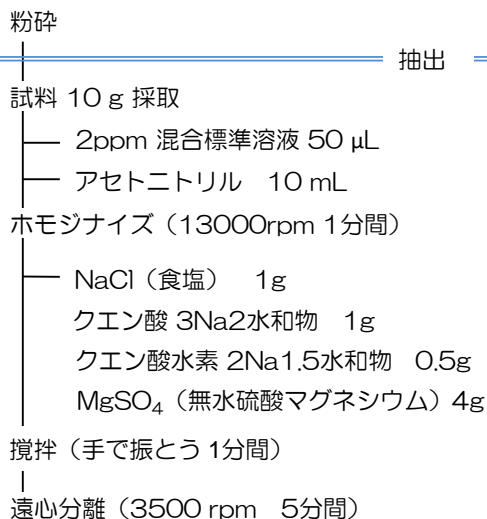 粉砕
抽出
試料 10 g 採取
2ppm 混合標準溶液 50 μL
アセトニトリル　10 mL
ホモジナイズ（13000rpm 1分間）
NaCl（食塩）　1g
クエン酸 3Na2水和物　1g
クエン酸水素 2Na1.5水和物　0.5g
MgSO₄（無水硫酸マグネシウム）4g
撹拌（手で振とう 1分間）
遠心分離（3500 rpm　5分間）